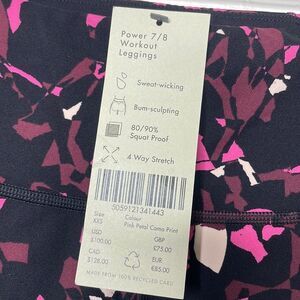 Power 7/8
Workout
Leggings
Sweat-wicking
Bum-sculpting
80/90%
Squat Proof
4 Way Stretch
5059121341443
Size
XXS
Colour
Pink Petal Camo Print
USD
$100.00
GBP
£75.00
CAD
$128.00
EUR
€85.00
MADE FROM 100% RECYCLED CARD